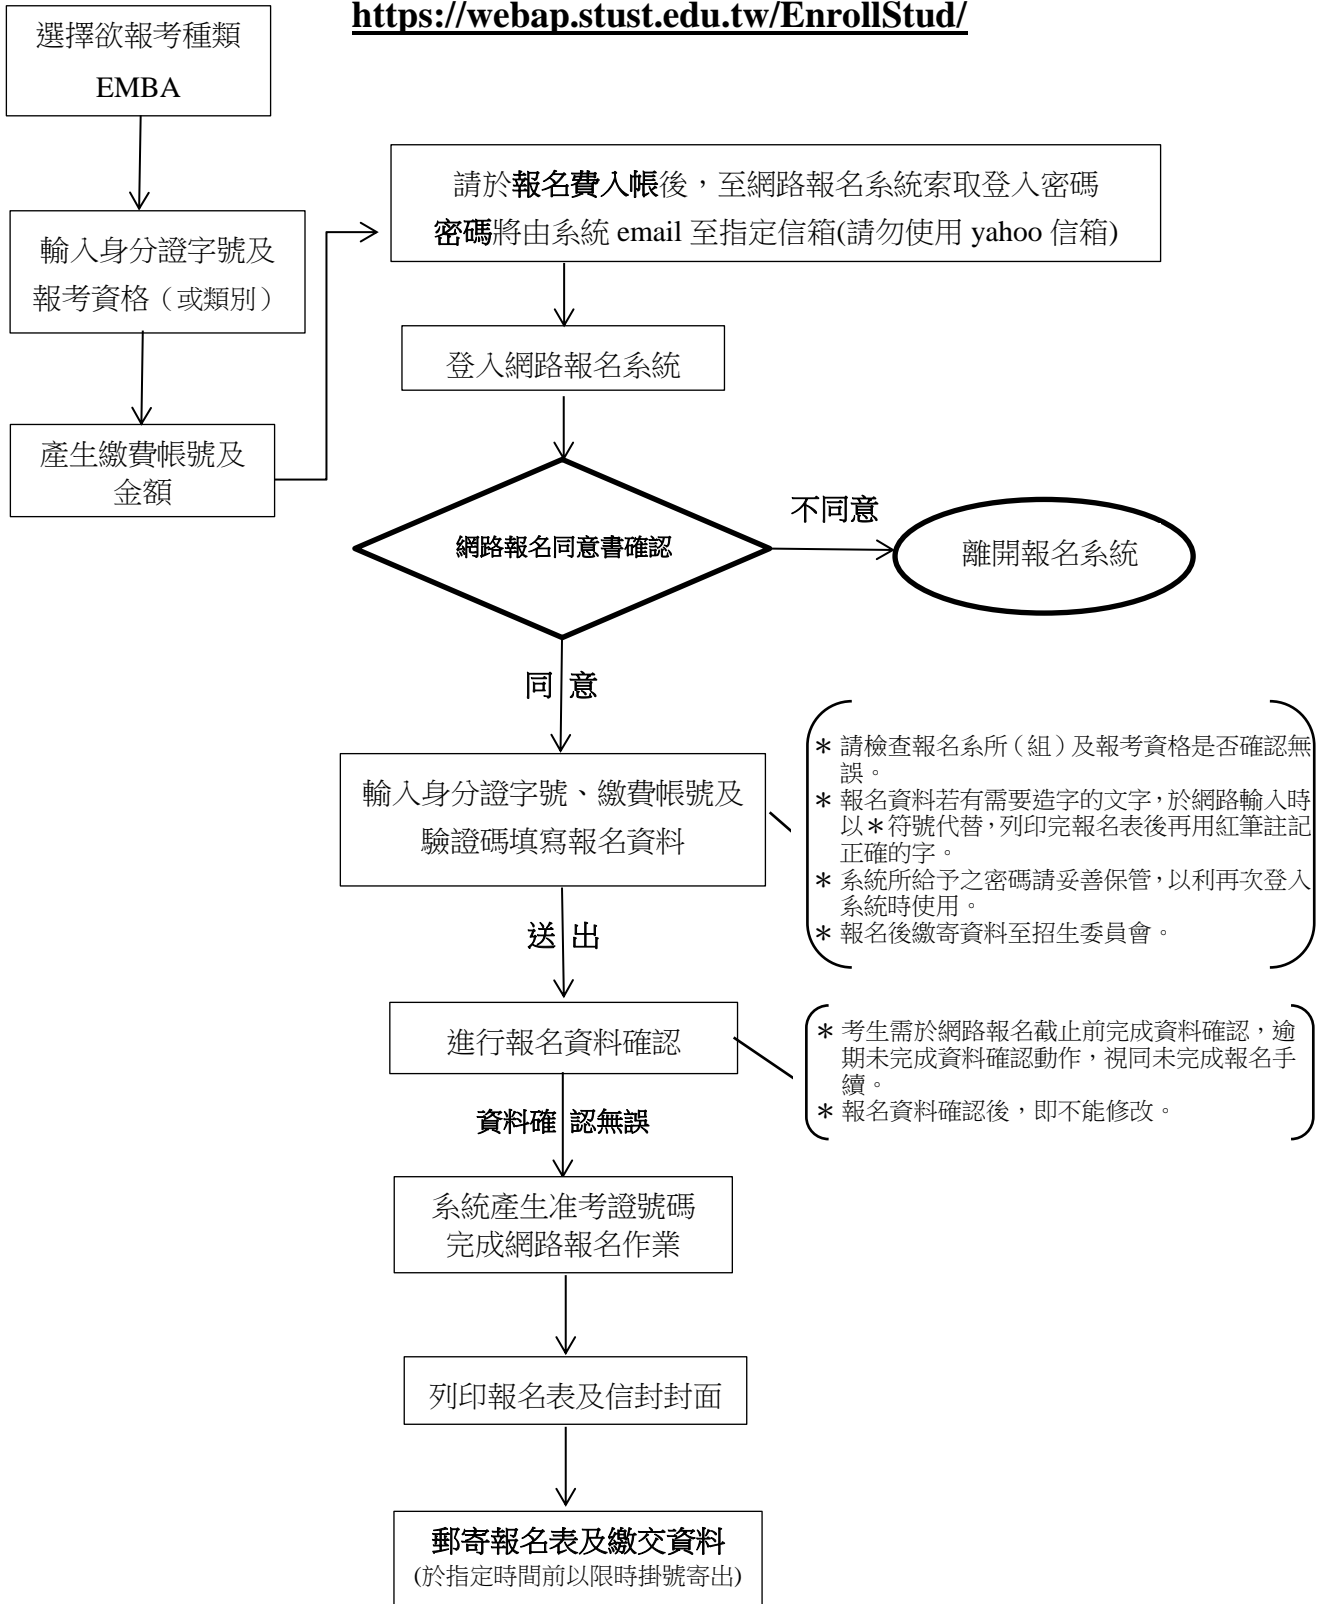 https://webap.stust.edu.tw/EnrollStud/
選擇欲報考種類
EMBA
輸入身分證字號及
報考資格（或類別）
產生繳費帳號及
金額
請於報名費入帳後，至網路報名系統索取登入密碼
密碼將由系統 email 至指定信箱(請勿使用 yahoo 信箱)
登入網路報名系統
網路報名同意書確認
不同意
離開報名系統
同 意
輸入身分證字號、繳費帳號及
驗證碼填寫報名資料
＊請檢查報名系所（組）及報考資格是否確認無
誤。
＊報名資料若有需要造字的文字，於網路輸入時
以＊符號代替，列印完報名表後再用紅筆註記
正確的字。
＊系統所給予之密碼請妥善保管，以利再次登入
系統時使用。
＊報名後繳寄資料至招生委員會。
送 出
進行報名資料確認
＊考生需於網路報名截止前完成資料確認，逾
期未完成資料確認動作，視同未完成報名手
續。
＊報名資料確認後，即不能修改。
資料確 認無誤
系統產生准考證號碼
完成網路報名作業
列印報名表及信封封面
郵寄報名表及繳交資料
(於指定時間前以限時掛號寄出)